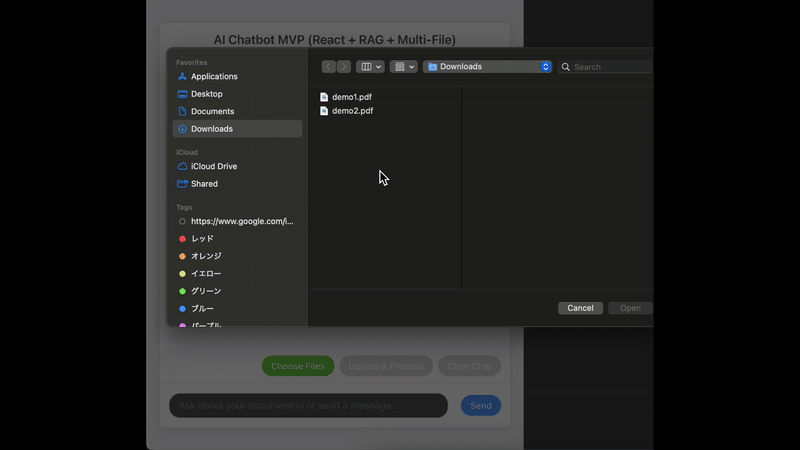 AI Chatbot MVP (React + RAG + Multi-File)
Favorites
Applications
Desktop
Documents
Downloads
iCloud
iCloud Drive
Shared
Tags
https://www.google.com/i...
レッド
オレンジ
イエロー
グリーン
ブルー
パープル
Downloads
Search
demo1.pdf
demo2.pdf
Cancel
Open
Choose Files
Upload & Process
Clear Chat
Ask about your document(s) or send a message...
Send